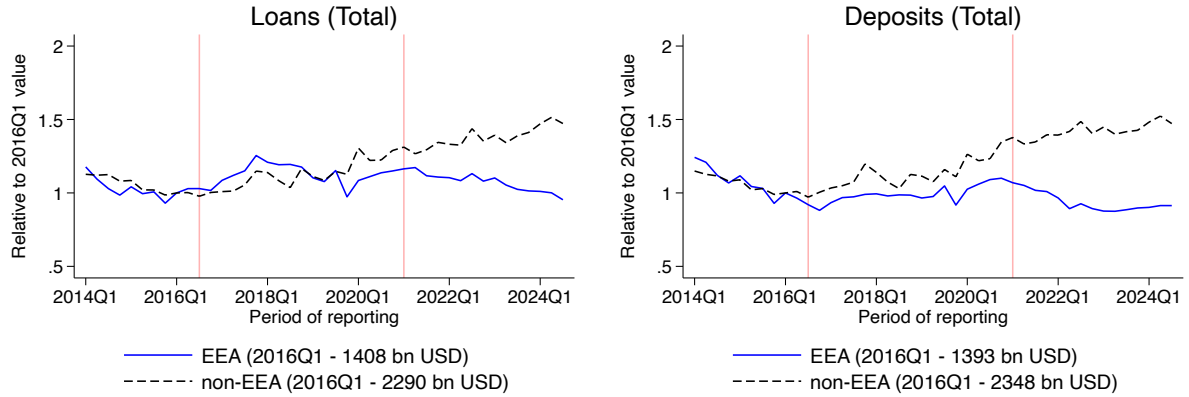 Loans (Total)
Relative to 2016Q1 value
2
1.5
1
.5
2014Q1 2016Q1 2018Q1 2020Q1 2022Q1 2024Q1
Period of reporting
EEA (2016Q1 - 1408 bn USD)
non-EEA (2016Q1 - 2290 bn USD)
Deposits (Total)
Relative to 2016Q1 value
2
1.5
1
.5
2014Q1 2016Q1 2018Q1 2020Q1 2022Q1 2024Q1
Period of reporting
EEA (2016Q1 - 1393 bn USD)
non-EEA (2016Q1 - 2348 bn USD)